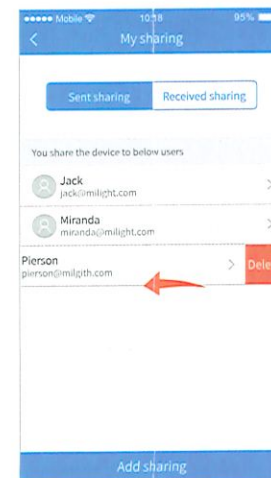 Mobile 10:18 95%
My sharing
Sent sharing Received sharing
You share the device to below users
Jack
jack@milight.com
Miranda
miranda@milight.com
Pierson
pierson@milgith.com
Dele
Add sharing